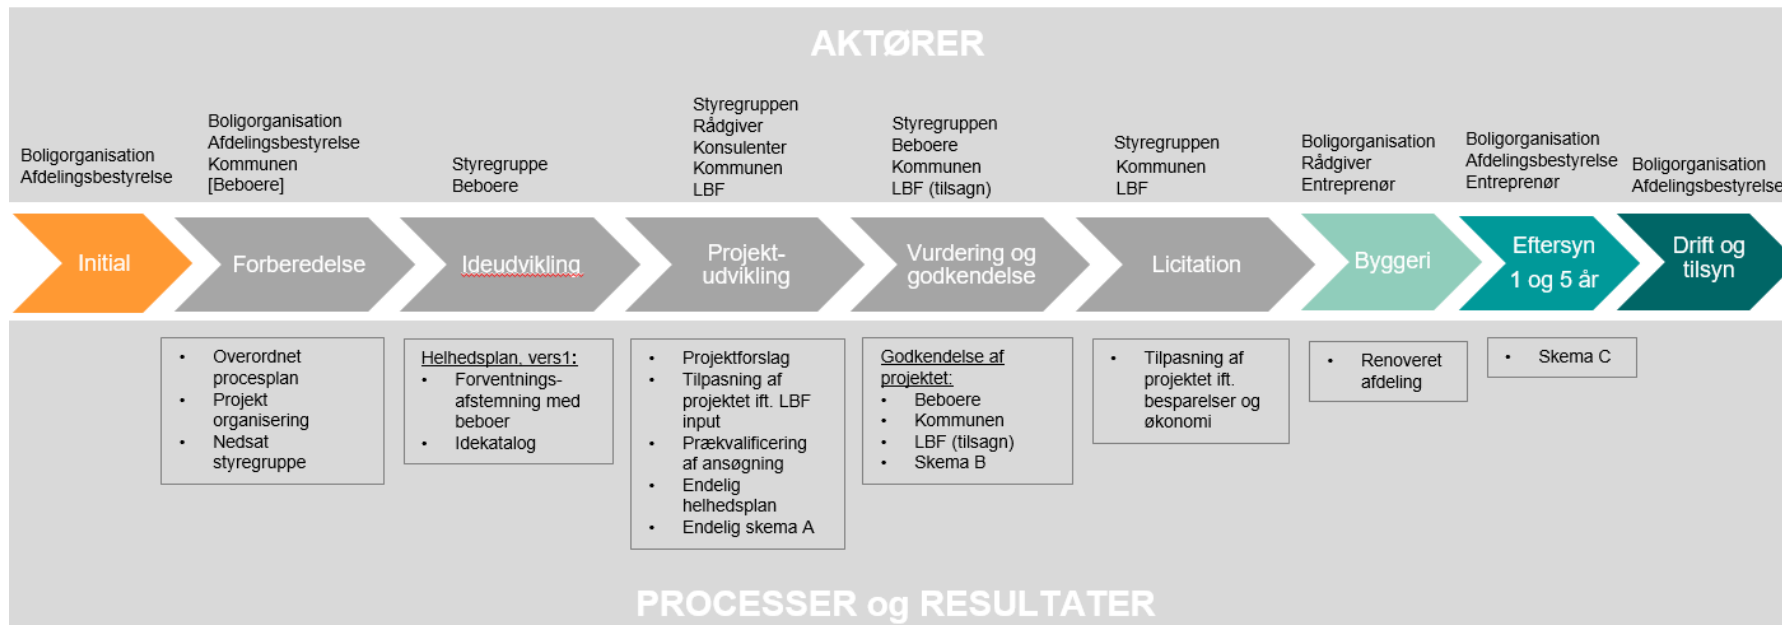 AKTØRER
Boligorganisation
Afdelingsbestyrelse
Boligorganisation
Afdelingsbestyrelse
Kommunen
[Beboere]
Styregruppe
Beboere
Styregruppen
Rådgiver
Konsulenter
Kommunen
LBF
Styregruppen
Beboere
Kommunen
LBF (tilsagn)
Styregruppen
Kommunen
LBF
Boligorganisation
Rådgiver
Entreprenør
Boligorganisation
Afdelingsbestyrelse
Entreprenør
Boligorganisation
Afdelingsbestyrelse
Initial
Forberedelse
Ideudvikling
Projekt-
udvikling
Vurdering og
godkendelse
Licitation
Byggeri
Eftersyn
1 og 5 år
Drift og
tilsyn
• Overordnet
procesplan
• Projekt
organisering
• Nedsat
styregruppe
Helhedsplan, vers1:
• Forventnings-
afstemning med
beboer
• Idekatalog
• Projektforslag
• Tilpasning af
projektet ift. LBF
input
• Prækvalificering
af ansøgning
• Endelig
helhedsplan
• Endelig skema A
Godkendelse af
projektet:
• Beboere
• Kommunen
• LBF (tilsagn)
• Skema B
• Tilpasning af
projektet ift.
besparelser og
økonomi
• Renoveret
afdeling
• Skema C
PROCESSER og RESULTATER